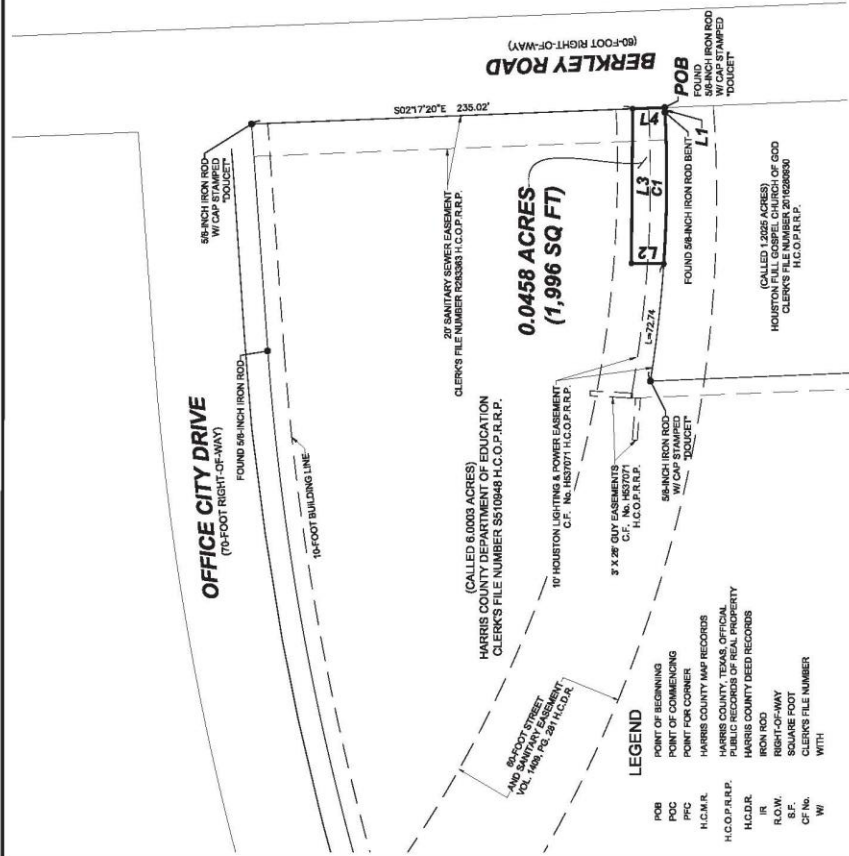 BERKLEY ROAD
(60-FOOT RIGHT-OF-WAY)
POB
FOUND
5/8-INCH IRON ROD
W/ CAP STAMPED
"DOUCET"
L1
S02°17'20"E 235.02'
5/8-INCH IRON ROD
W/ CAP STAMPED
"DOUCET"
20' SANITARY SEWER EASEMENT
CLERK'S FILE NUMBER R283363 H.C.O.P.R.R.P.
L4
L3
C1
L2
FOUND 5/8-INCH IRON ROD BENT
0.0458 ACRES
(1,996 SQ FT)
(CALLED 1.2025 ACRES)
HOUSTON FULL GOSPEL CHURCH OF GOD
CLERK'S FILE NUMBER 2016280930
H.C.O.P.R.R.P.
L=72.74
OFFICE CITY DRIVE
(70-FOOT RIGHT-OF-WAY)
FOUND 5/8-INCH IRON ROD
10-FOOT BUILDING LINE
(CALLED 6.0003 ACRES)
HARRIS COUNTY DEPARTMENT OF EDUCATION
CLERK'S FILE NUMBER S510948 H.C.O.P.R.R.P.
10' HOUSTON LIGHTING & POWER EASEMENT
C.F. No. H537071 H.C.O.P.R.R.P.
3' X 26' GUY EASEMENTS
C.F. No. H537071
H.C.O.P.R.R.P.
5/8-INCH IRON ROD
W/ CAP STAMPED
"DOUCET"
60-FOOT STREET
AND SANITARY EASEMENT
VOL. 1409, PG. 281 H.C.D.R.
LEGEND
POB POINT OF BEGINNING
POC POINT OF COMMENCING
PFC POINT FOR CORNER
H.C.M.R. HARRIS COUNTY MAP RECORDS
H.C.O.P.R.R.P. HARRIS COUNTY, TEXAS, OFFICIAL
PUBLIC RECORDS OF REAL PROPERTY
H.C.D.R. HARRIS COUNTY DEED RECORDS
IR IRON ROD
R.O.W. RIGHT-OF-WAY
S.F. SQUARE FOOT
CF No. CLERK'S FILE NUMBER
W/ WITH